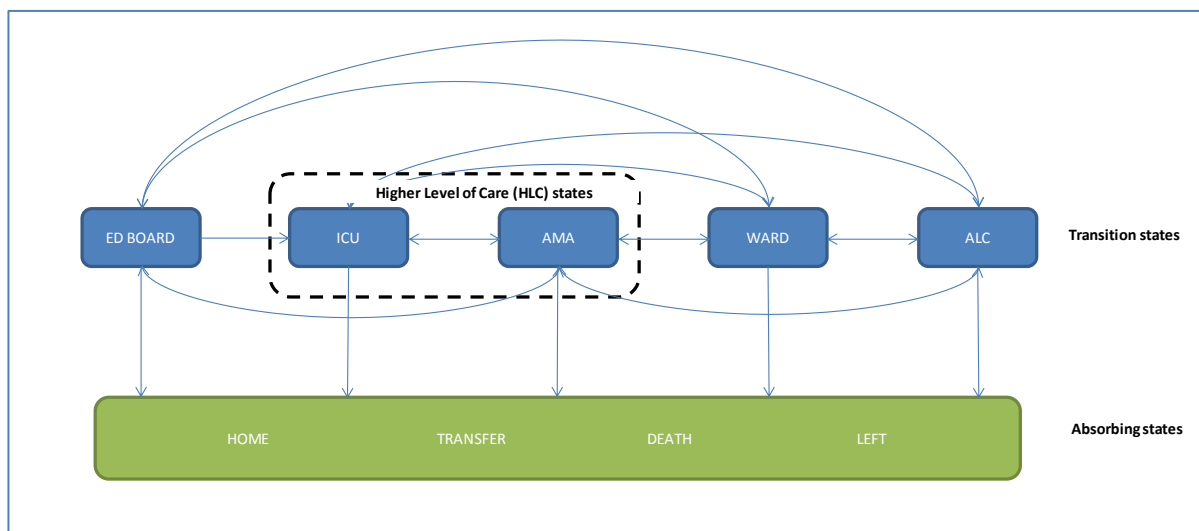 Higher Level of Care (HLC) states
ED BOARD
ICU
AMA
WARD
ALC
Transition states
HOME
TRANSFER
DEATH
LEFT
Absorbing states